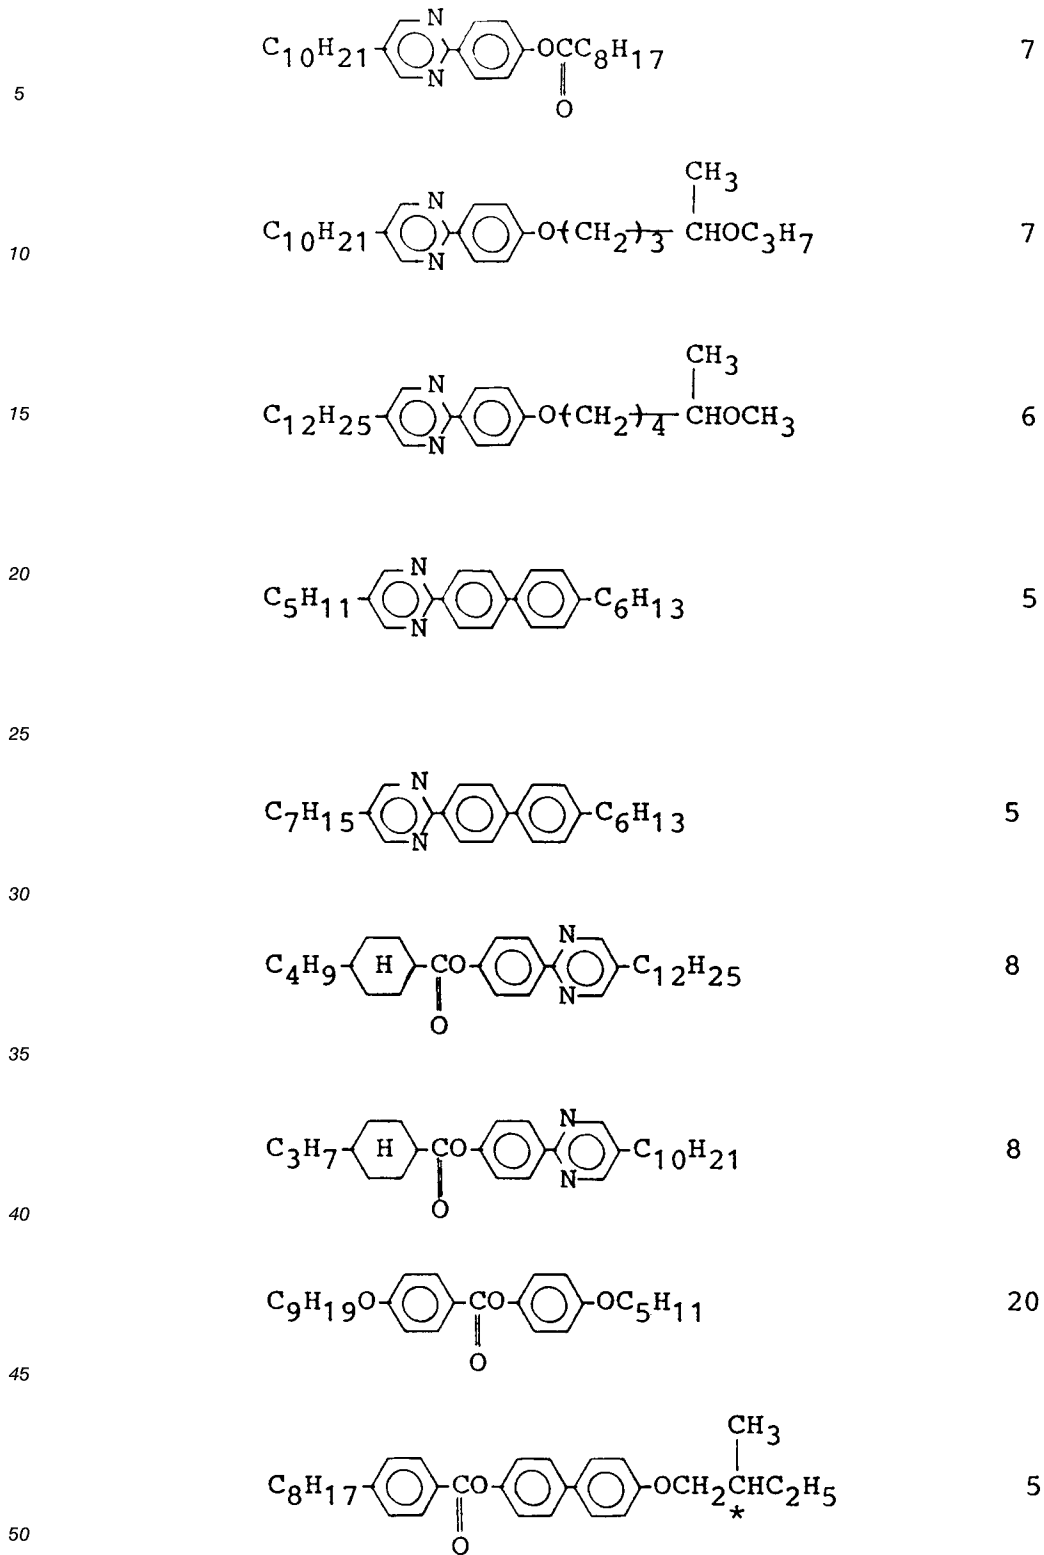 N
C10H21 OCC8H17 7
N
5
O
CH3
N
C10H21 O(CH2)3 CHOC3H7 7
10
N
CH3
N
15 C12H25 O(CH2)4 CHOCH3 6
N
20 N
C5H11 C6H13 5
N
25
N
C7H15 C6H13 5
N
30
N
C4H9 H CO C12H25 8
N
O
35
N
C3H7 H CO C10H21 8
N
O
40
C9H19O CO OC5H11 20
O
45
CH3
C8H17 CO OCH2CHC2H5 5
*
50
O